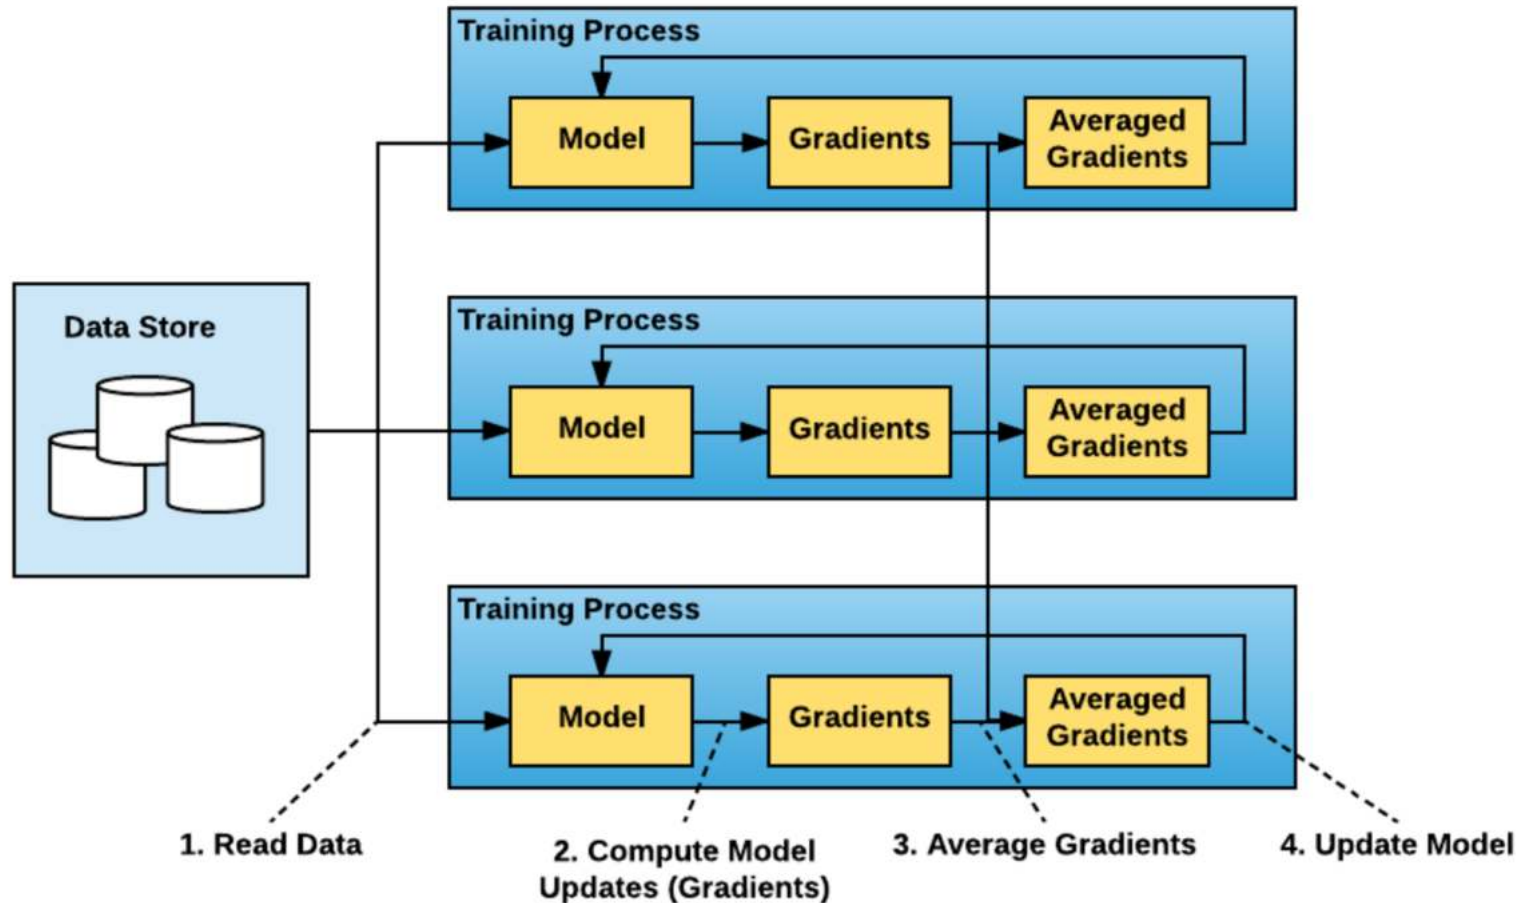 Training Process
Model
Gradients
Averaged
Gradients
Data Store
Training Process
Model
Gradients
Averaged
Gradients
Training Process
Model
Gradients
Averaged
Gradients
1. Read Data
2. Compute Model
Updates (Gradients)
3. Average Gradients
4. Update Model